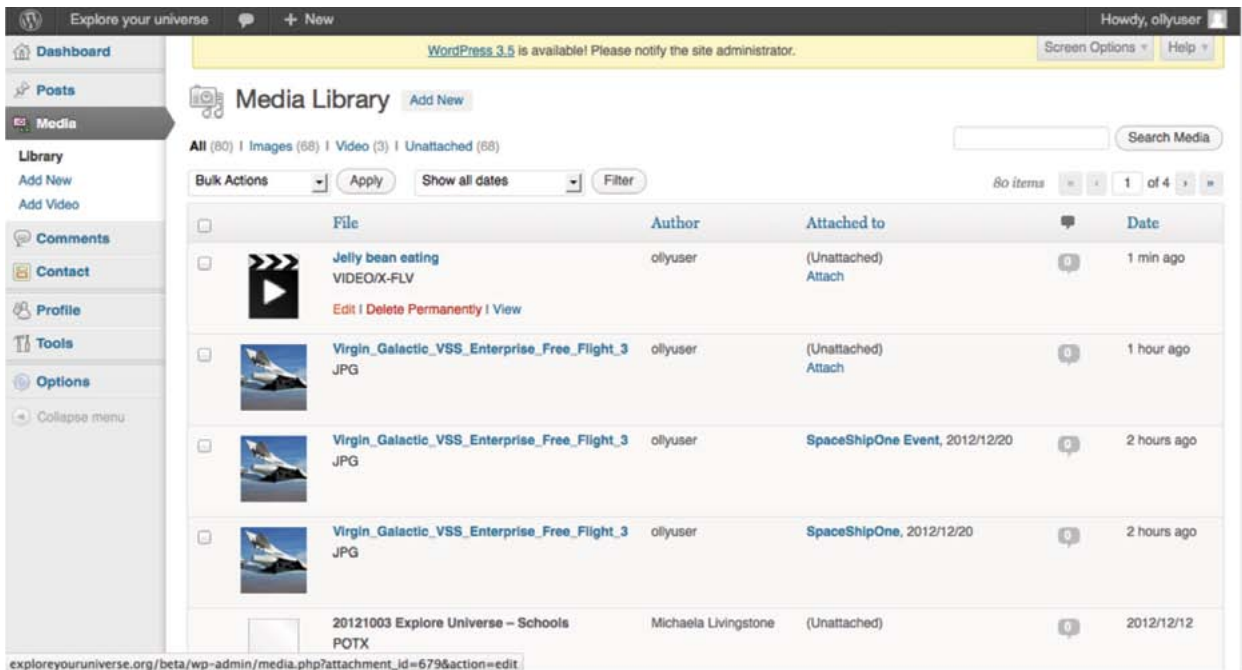 Explore your universe + New Howdy, ollyuser
WordPress 3.5 is available! Please notify the site administrator.
Screen Options Help
Dashboard
Posts
Media
Library
Add New
Add Video
Comments
Contact
Profile
Tools
Options
Collapse menu
Media Library Add New
All (80) | Images (68) | Video (3) | Unattached (68)
Search Media
Bulk Actions Apply Show all dates Filter
80 items « ‹ 1 of 4 › »
File Author Attached to Date
Jelly bean eating ollyuser (Unattached) 0 1 min ago
VIDEO/X-FLV Attach
Edit | Delete Permanently | View
Virgin_Galactic_VSS_Enterprise_Free_Flight_3 ollyuser (Unattached) 0 1 hour ago
JPG Attach
Virgin_Galactic_VSS_Enterprise_Free_Flight_3 ollyuser SpaceShipOne Event, 2012/12/20 0 2 hours ago
JPG
Virgin_Galactic_VSS_Enterprise_Free_Flight_3 ollyuser SpaceShipOne, 2012/12/20 0 2 hours ago
JPG
20121003 Explore Universe – Schools Michaela Livingstone (Unattached) 0 2012/12/12
POTX
exploreyouruniverse.org/beta/wp-admin/media.php?attachment_id=679&action=edit